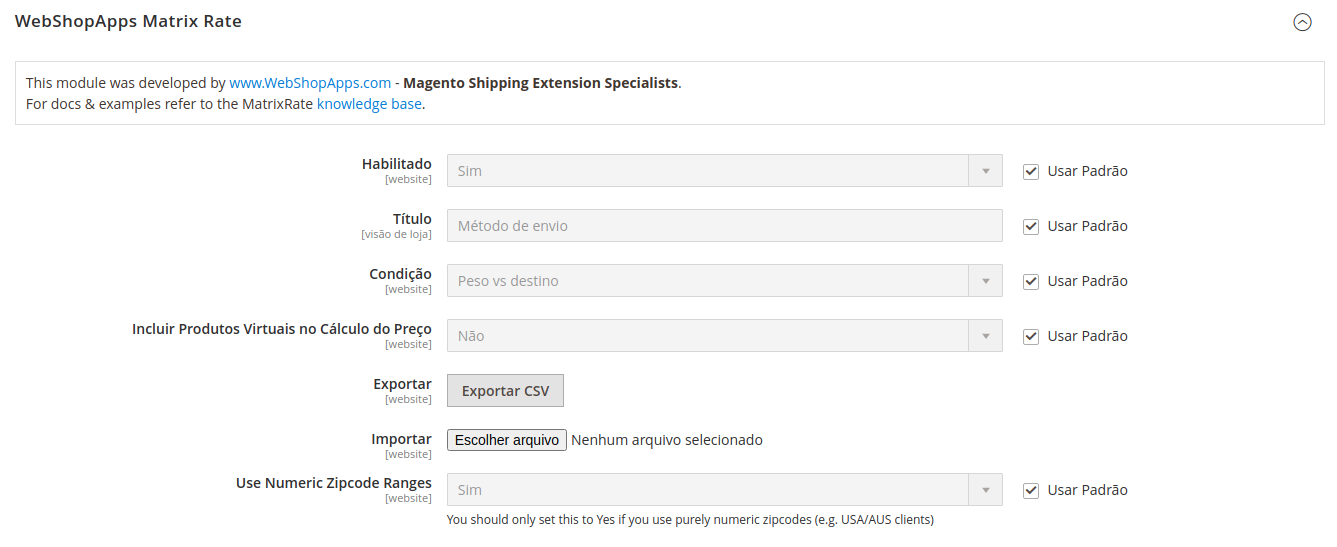 WebShopApps Matrix Rate
This module was developed by www.WebShopApps.com - Magento Shipping Extension Specialists.
For docs & examples refer to the MatrixRate knowledge base.
Habilitado
[website]
Sim
Usar Padrão
Título
[visão de loja]
Método de envio
Usar Padrão
Condição
[website]
Peso vs destino
Usar Padrão
Incluir Produtos Virtuais no Cálculo do Preço
[website]
Não
Usar Padrão
Exportar
[website]
Exportar CSV
Importar
[website]
Escolher arquivo Nenhum arquivo selecionado
Use Numeric Zipcode Ranges
[website]
Sim
Usar Padrão
You should only set this to Yes if you use purely numeric zipcodes (e.g. USA/AUS clients)